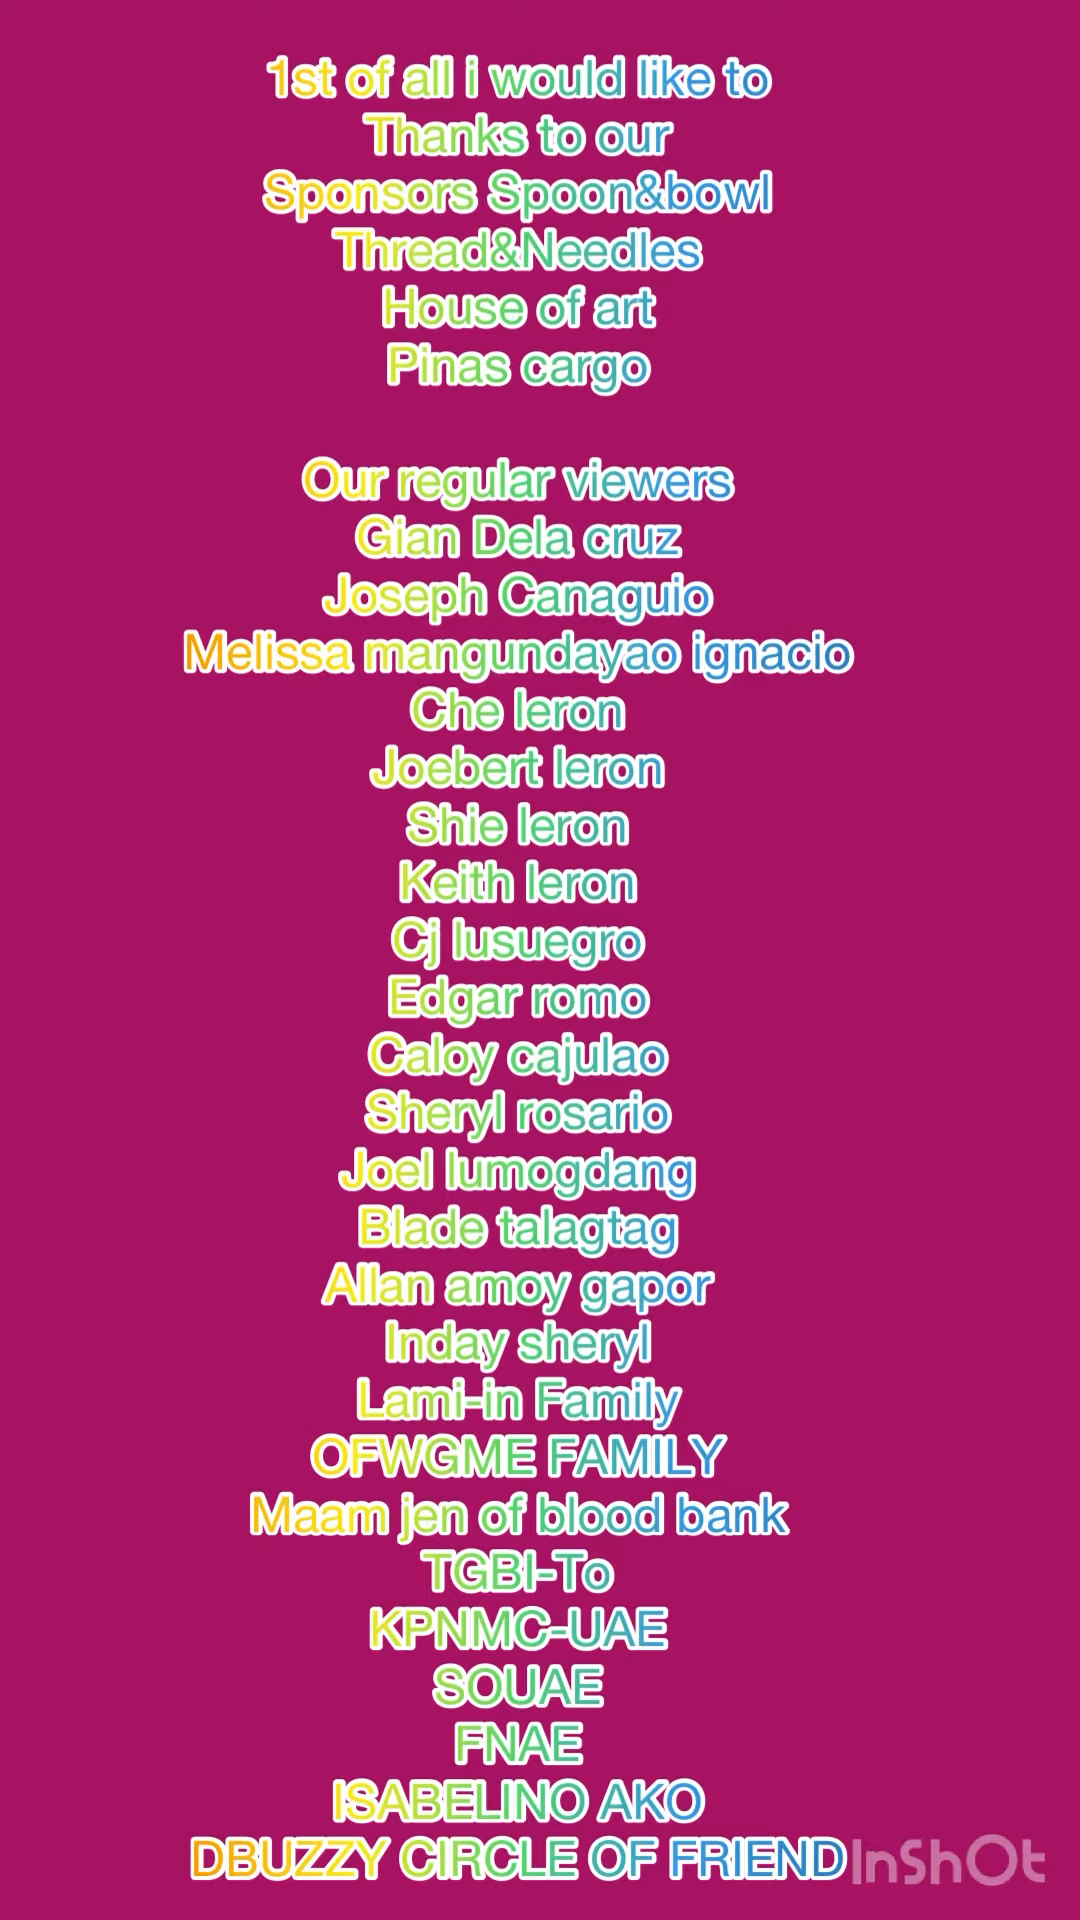 1st of all i would like to
Thanks to our
Sponsors Spoon&bowl
Thread&Needles
House of art
Pinas cargo
Our regular viewers
Gian Dela cruz
Joseph Canaguio
Melissa mangundayao ignacio
Che leron
Joebert leron
Shie leron
Keith leron
Cj lusuegro
Edgar romo
Caloy cajulao
Sheryl rosario
Joel lumogdang
Blade talagtag
Allan amoy gapor
Inday sheryl
Lami-in Family
OFWGME FAMILY
Maam jen of blood bank
TGBI-To
KPNMC-UAE
SOUAE
FNAE
ISABELINO AKO
DBUZZY CIRCLE OF FRIEND
InShOt